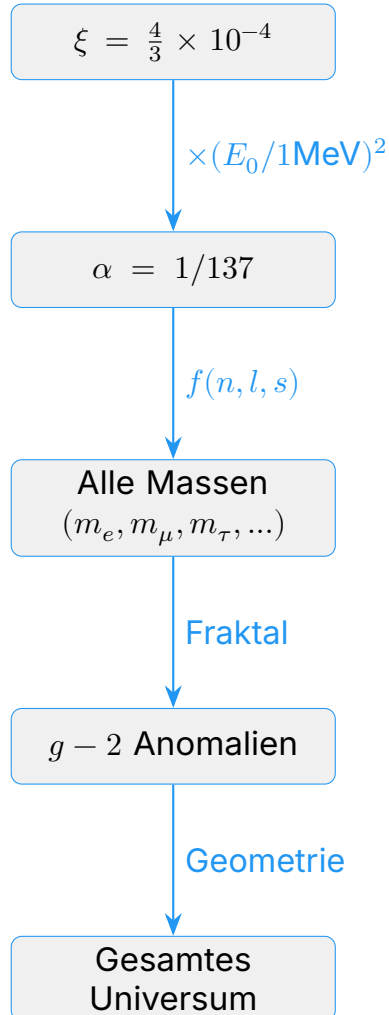 ξ = 4/3 × 10⁻⁴
×(E₀/1MeV)²
α = 1/137
f(n, l, s)
Alle Massen
(mₑ, m_μ, m_τ, ...)
Fraktal
g − 2 Anomalien
Geometrie
Gesamtes
Universum